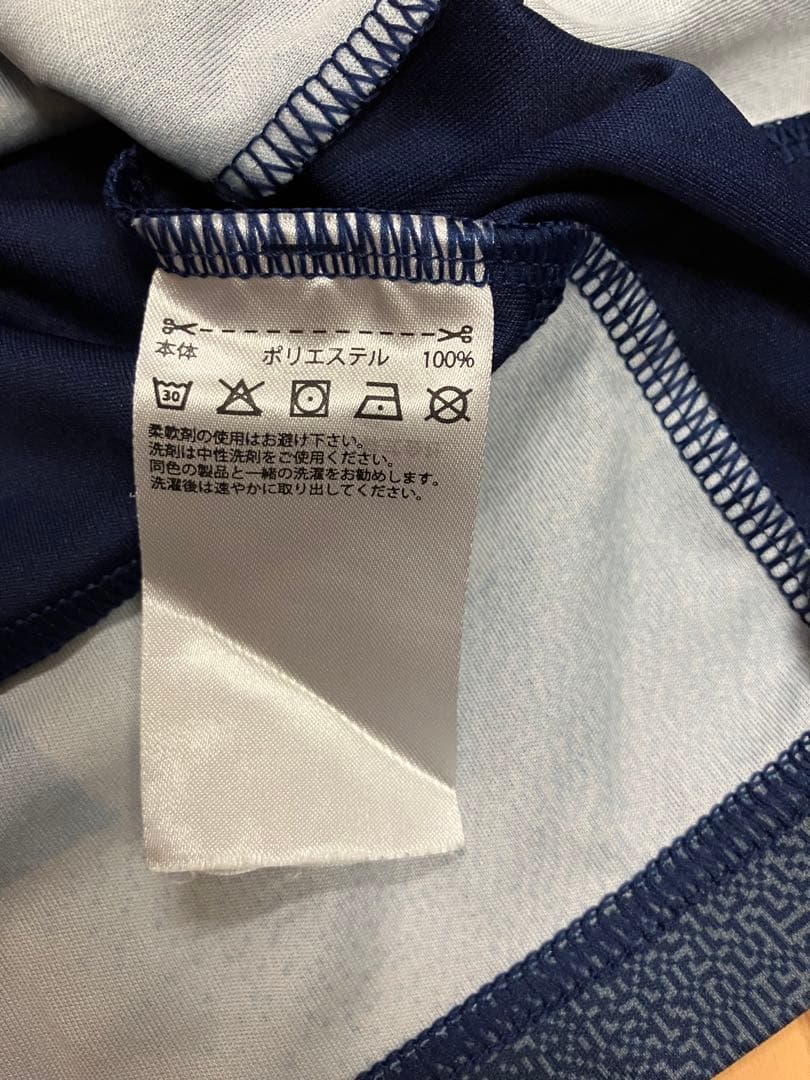 本体 ポリエステル 100%
30
柔軟剤の使用はお避け下さい。
洗剤は中性洗剤をご使用ください。
同色の製品と一緒の洗濯をお勧めします。
洗濯後は速やかに取り出してください。